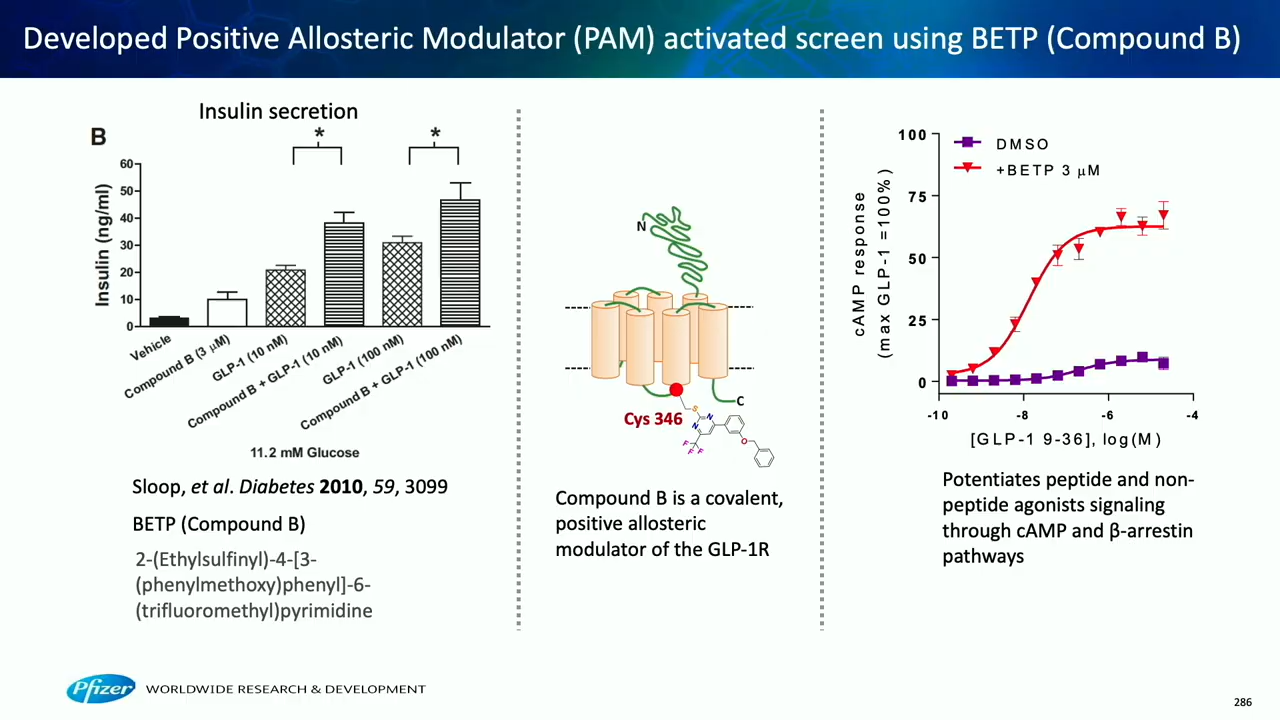 Developed Positive Allosteric Modulator (PAM) activated screen using BETP (Compound B)
Insulin secretion
B
*
*
Insulin (ng/ml)
60
50
40
30
20
10
0
Vehicle
Compound B (3 μM)
GLP-1 (10 nM)
Compound B + GLP-1 (10 nM)
GLP-1 (100 nM)
Compound B + GLP-1 (100 nM)
11.2 mM Glucose
Sloop, et al. Diabetes 2010, 59, 3099
BETP (Compound B)
2-(Ethylsulfinyl)-4-[3-
(phenylmethoxy)phenyl]-6-
(trifluoromethyl)pyrimidine
N
C
Cys 346
S
N
N
F
F
F
O
Compound B is a covalent,
positive allosteric
modulator of the GLP-1R
DMSO
+BETP 3 μM
cAMP response
(max GLP-1 =100%)
100
75
50
25
0
-10
-8
-6
-4
[GLP-1 9-36], log(M)
Potentiates peptide and non-
peptide agonists signaling
through cAMP and β-arrestin
pathways
Pfizer
WORLDWIDE RESEARCH & DEVELOPMENT
286